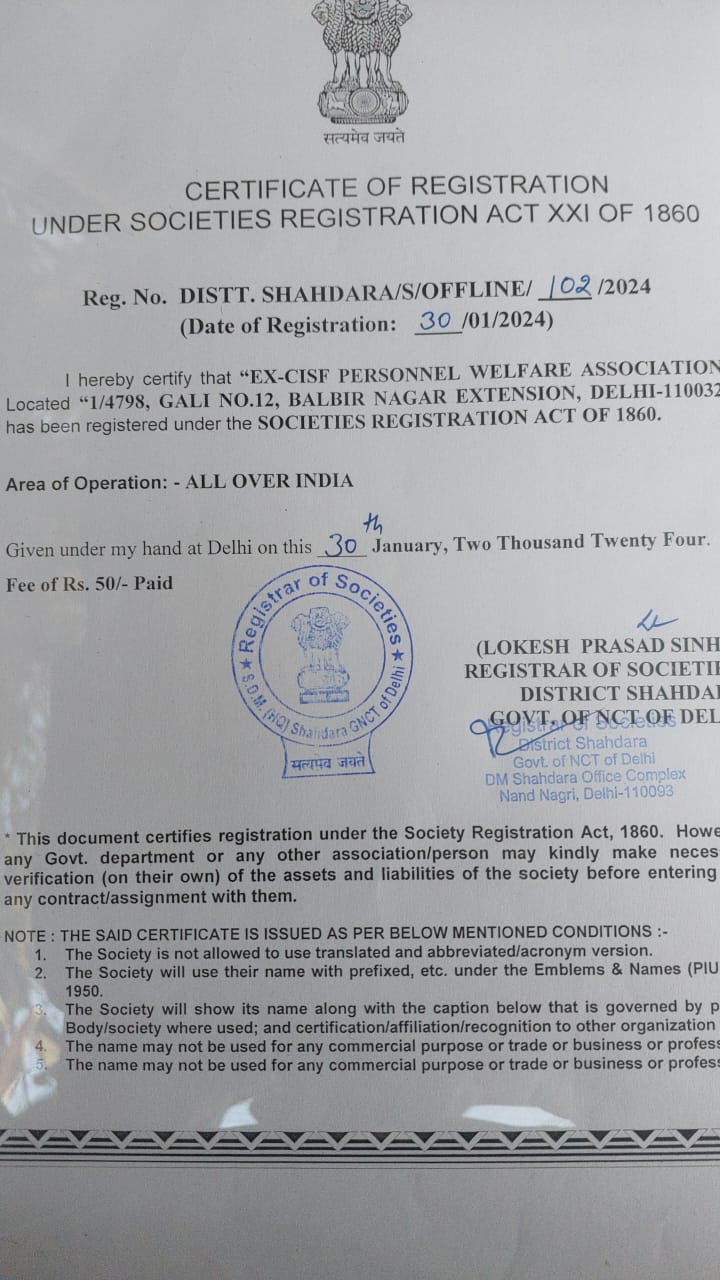 सत्यमेव जयते
CERTIFICATE OF REGISTRATION
UNDER SOCIETIES REGISTRATION ACT XXI OF 1860
Reg. No. DISTT. SHAHDARA/S/OFFLINE/ 102 /2024
(Date of Registration: 30 /01/2024)
I hereby certify that “EX-CISF PERSONNEL WELFARE ASSOCIATION
Located “1/4798, GALI NO.12, BALBIR NAGAR EXTENSION, DELHI-110032
has been registered under the SOCIETIES REGISTRATION ACT OF 1860.
Area of Operation: - ALL OVER INDIA
Given under my hand at Delhi on this 30th January, Two Thousand Twenty Four.
Fee of Rs. 50/- Paid
Registrar of Societies
S.D.M. (HQ) Shahdara GNCT of Delhi
सत्यमेव जयते
(LOKESH PRASAD SINH
REGISTRAR OF SOCIETIE
DISTRICT SHAHDA
GOVT. OF NCT OF DEL
Registrar of Societies
District Shahdara
Govt. of NCT of Delhi
DM Shahdara Office Complex
Nand Nagri, Delhi-110093
* This document certifies registration under the Society Registration Act, 1860. Howe
any Govt. department or any other association/person may kindly make neces
verification (on their own) of the assets and liabilities of the society before entering
any contract/assignment with them.
NOTE : THE SAID CERTIFICATE IS ISSUED AS PER BELOW MENTIONED CONDITIONS :-
1. The Society is not allowed to use translated and abbreviated/acronym version.
2. The Society will use their name with prefixed, etc. under the Emblems & Names (PIU
1950.
3. The Society will show its name along with the caption below that is governed by p
Body/society where used; and certification/affiliation/recognition to other organization
4. The name may not be used for any commercial purpose or trade or business or profess
5. The name may not be used for any commercial purpose or trade or business or profess